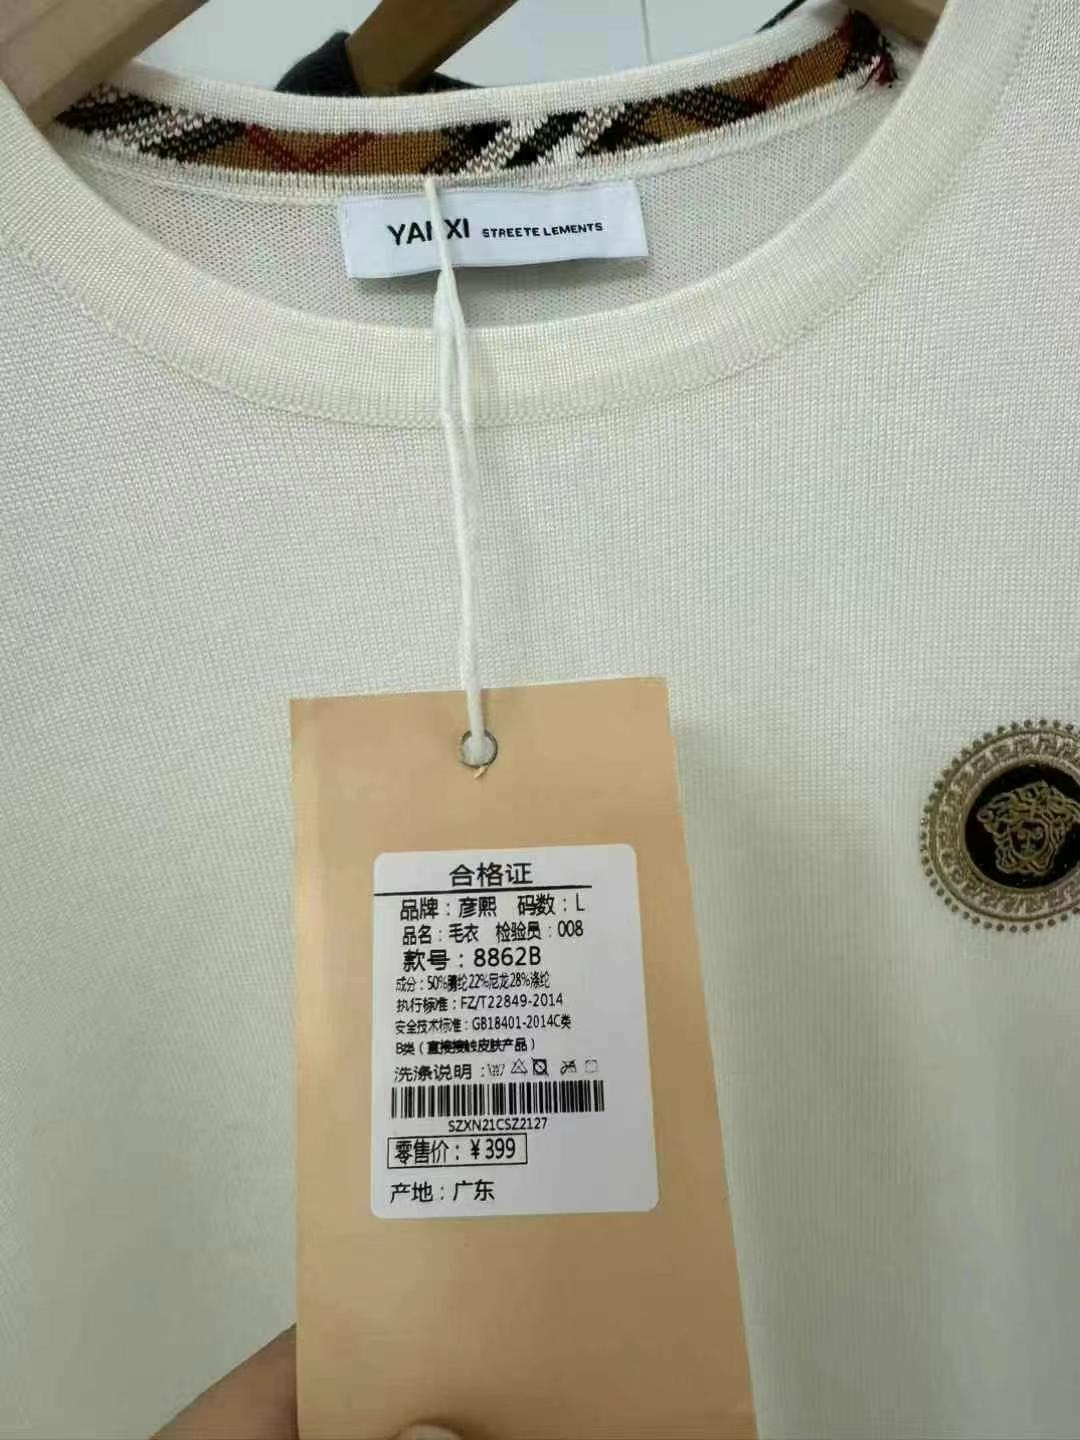 YANXI STREETE LEMENTS
合格证
品牌：彦熙 码数：L
品名：毛衣 检验员：008
款号：8862B
成分：50%腈纶22%尼龙28%涤纶
执行标准：FZ/T22849-2014
安全技术标准：GB18401-2014C类
B类（直接接触皮肤产品）
洗涤说明：
SZXN21CSZ2127
零售价：¥399
产地：广东